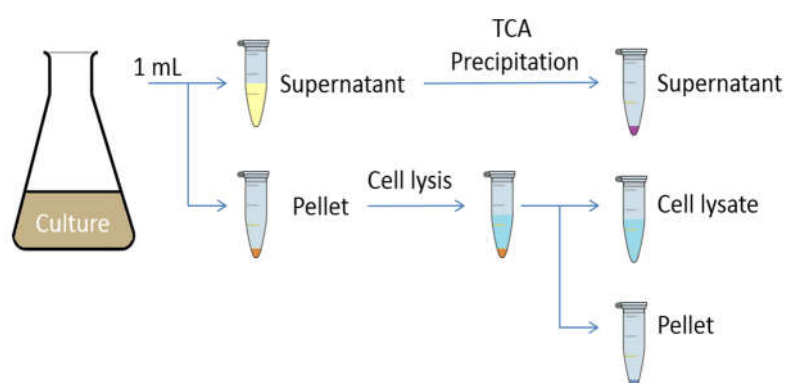 TCA
Precipitation
1 mL
Supernatant
Supernatant
Culture
Cell lysis
Pellet
Cell lysate
Pellet